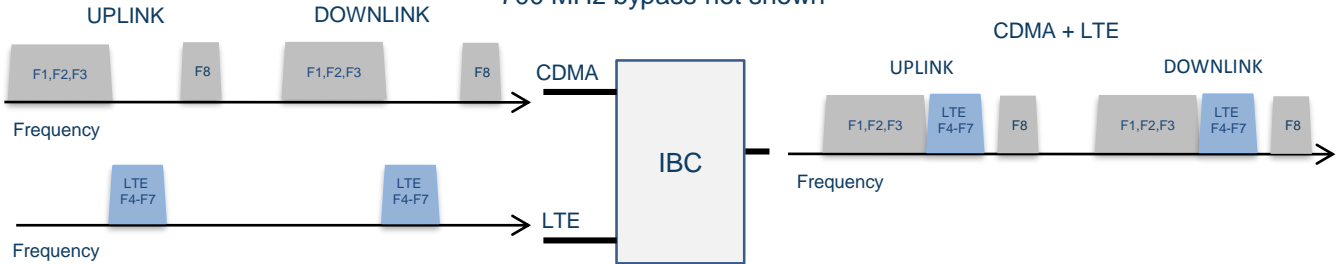 700 MHz bypass not shown
UPLINK
DOWNLINK
F1,F2,F3
F8
F1,F2,F3
F8
Frequency
LTE
F4-F7
LTE
F4-F7
Frequency
CDMA
LTE
IBC
CDMA + LTE
UPLINK
DOWNLINK
F1,F2,F3
LTE
F4-F7
F8
F1,F2,F3
LTE
F4-F7
F8
Frequency